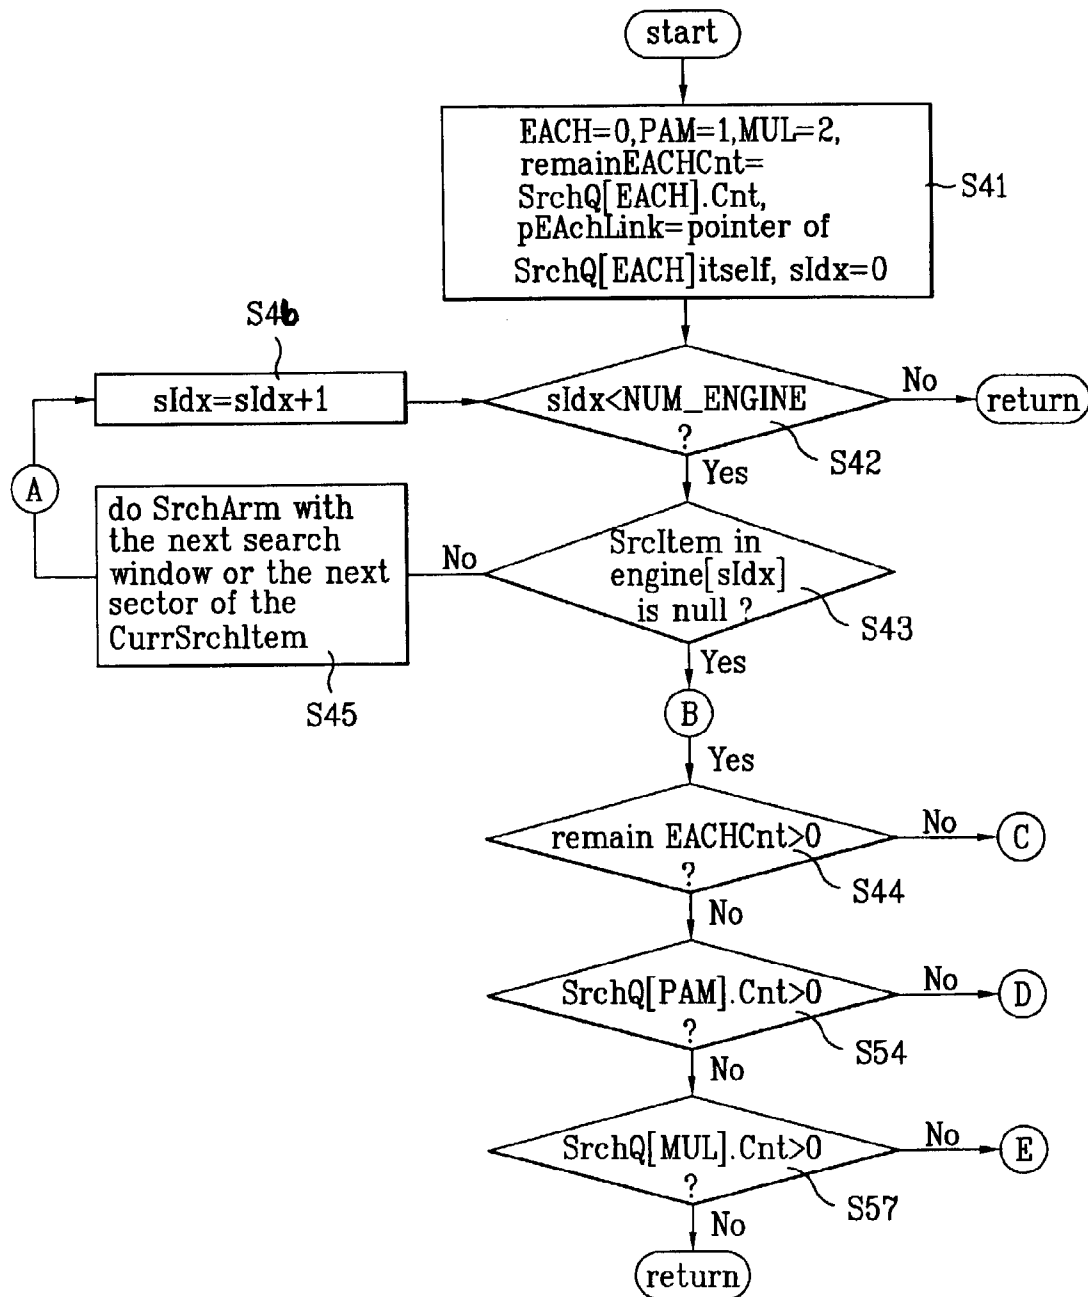 start
EACH=0,PAM=1,MUL=2,
remainEACHCnt=
SrchQ[EACH].Cnt,
pEAchLink=pointer of
SrchQ[EACH]itself, sIdx=0
S41
S46
sIdx=sIdx+1
sIdx<NUM_ENGINE
?
No
return
S42
Yes
A
do SrchArm with
the next search
window or the next
sector of the
CurrSrchItem
No
SrcItem in
engine[sIdx]
is null ?
S43
S45
Yes
B
Yes
remain EACHCnt>0
?
No
C
S44
No
SrchQ[PAM].Cnt>0
?
No
D
S54
No
SrchQ[MUL].Cnt>0
?
No
E
S57
No
return